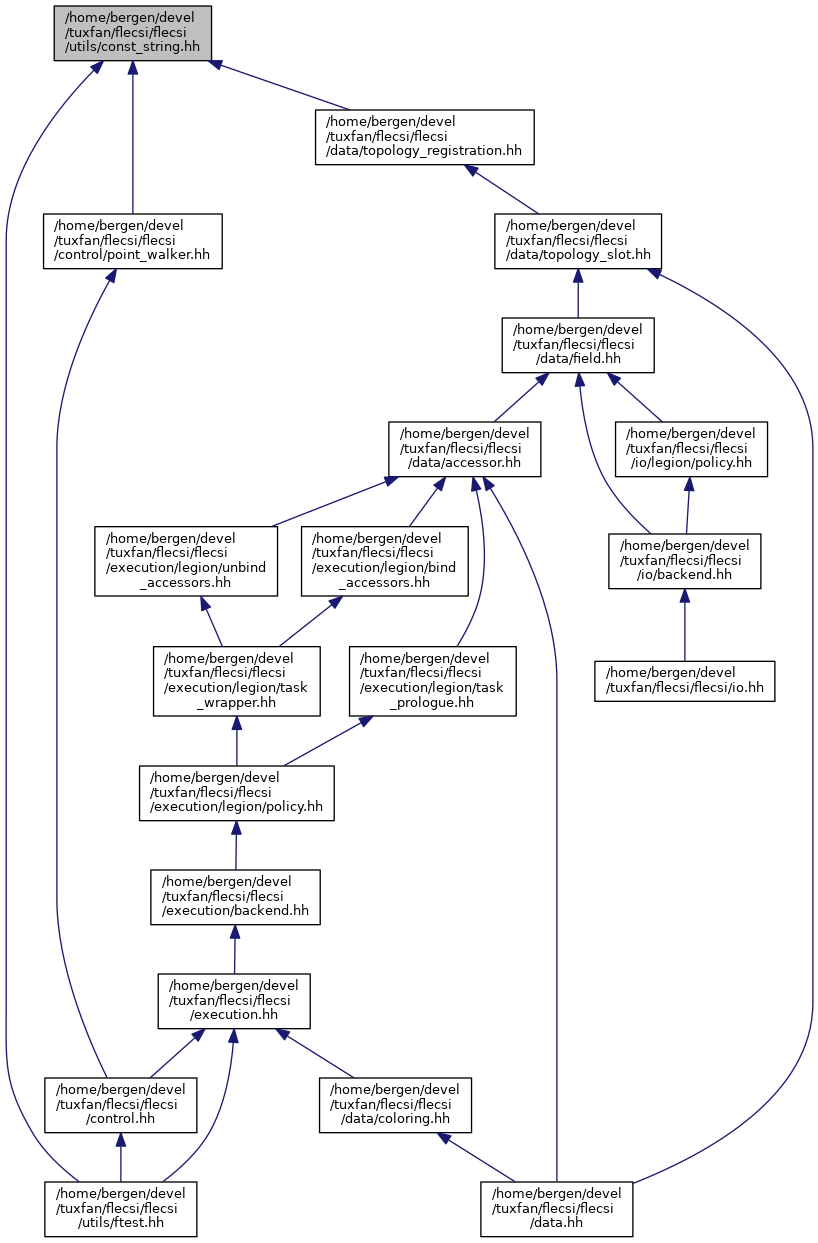 /home/bergen/devel
/tuxfan/flecsi/flecsi
/utils/const_string.hh
/home/bergen/devel
/tuxfan/flecsi/flecsi
/data/topology_registration.hh
/home/bergen/devel
/tuxfan/flecsi/flecsi
/control/point_walker.hh
/home/bergen/devel
/tuxfan/flecsi/flecsi
/data/topology_slot.hh
/home/bergen/devel
/tuxfan/flecsi/flecsi
/data/field.hh
/home/bergen/devel
/tuxfan/flecsi/flecsi
/data/accessor.hh
/home/bergen/devel
/tuxfan/flecsi/flecsi
/io/legion/policy.hh
/home/bergen/devel
/tuxfan/flecsi/flecsi
/execution/legion/unbind
_accessors.hh
/home/bergen/devel
/tuxfan/flecsi/flecsi
/execution/legion/bind
_accessors.hh
/home/bergen/devel
/tuxfan/flecsi/flecsi
/io/backend.hh
/home/bergen/devel
/tuxfan/flecsi/flecsi
/execution/legion/task
_wrapper.hh
/home/bergen/devel
/tuxfan/flecsi/flecsi
/execution/legion/task
_prologue.hh
/home/bergen/devel
/tuxfan/flecsi/flecsi/io.hh
/home/bergen/devel
/tuxfan/flecsi/flecsi
/execution/legion/policy.hh
/home/bergen/devel
/tuxfan/flecsi/flecsi
/execution/backend.hh
/home/bergen/devel
/tuxfan/flecsi/flecsi
/execution.hh
/home/bergen/devel
/tuxfan/flecsi/flecsi
/control.hh
/home/bergen/devel
/tuxfan/flecsi/flecsi
/data/coloring.hh
/home/bergen/devel
/tuxfan/flecsi/flecsi
/utils/ftest.hh
/home/bergen/devel
/tuxfan/flecsi/flecsi
/data.hh